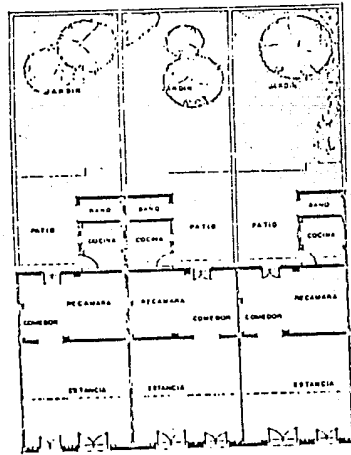 JARDIN JARDIN JARDIN
BAÑO BAÑO BAÑO
PATIO COCINA COCINA PATIO PATIO COCINA
RECAMARA RECAMARA RECAMARA
COMEDOR COMEDOR COMEDOR
ESTANCIA ESTANCIA ESTANCIA